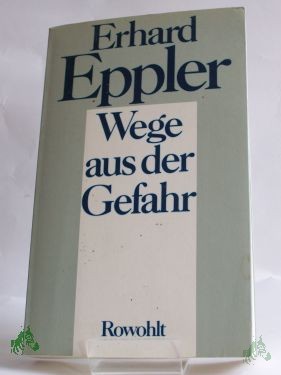 Erhard
Eppler
Wege
aus der
Gefahr
Rowohlt